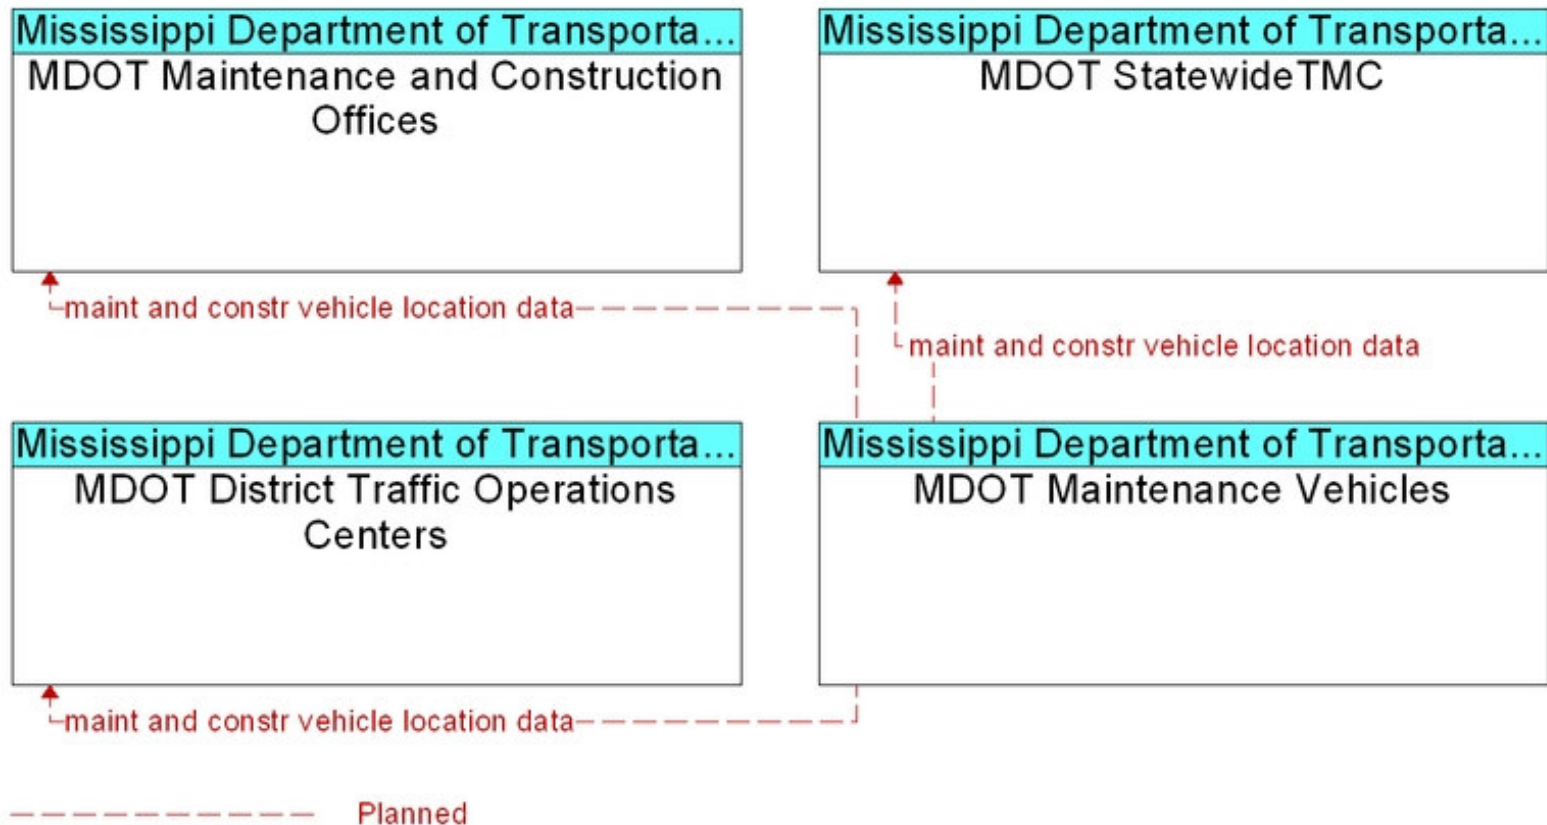 Mississippi Department of Transporta...
MDOT Maintenance and Construction
Offices
Mississippi Department of Transporta...
MDOT StatewideTMC
maint and constr vehicle location data
maint and constr vehicle location data
Mississippi Department of Transporta...
MDOT District Traffic Operations
Centers
Mississippi Department of Transporta...
MDOT Maintenance Vehicles
maint and constr vehicle location data
Planned